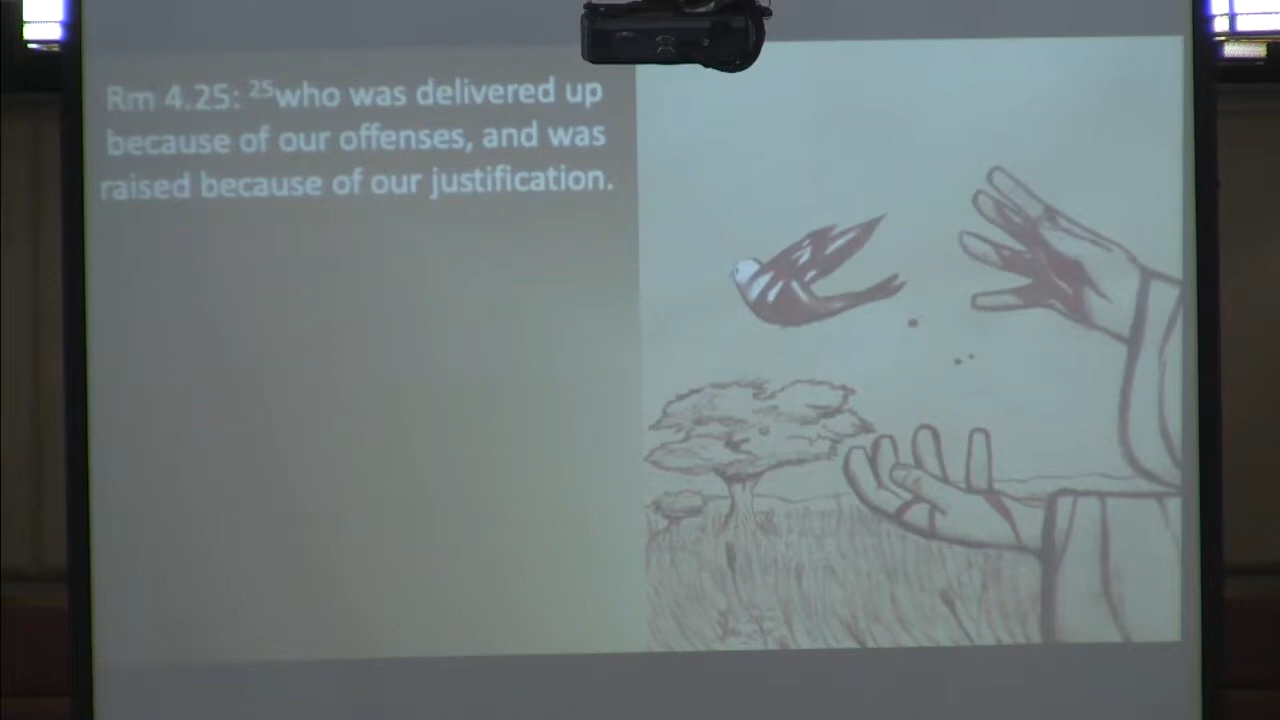 Rm 4.25: ²⁵who was delivered up
because of our offenses, and was
raised because of our justification.